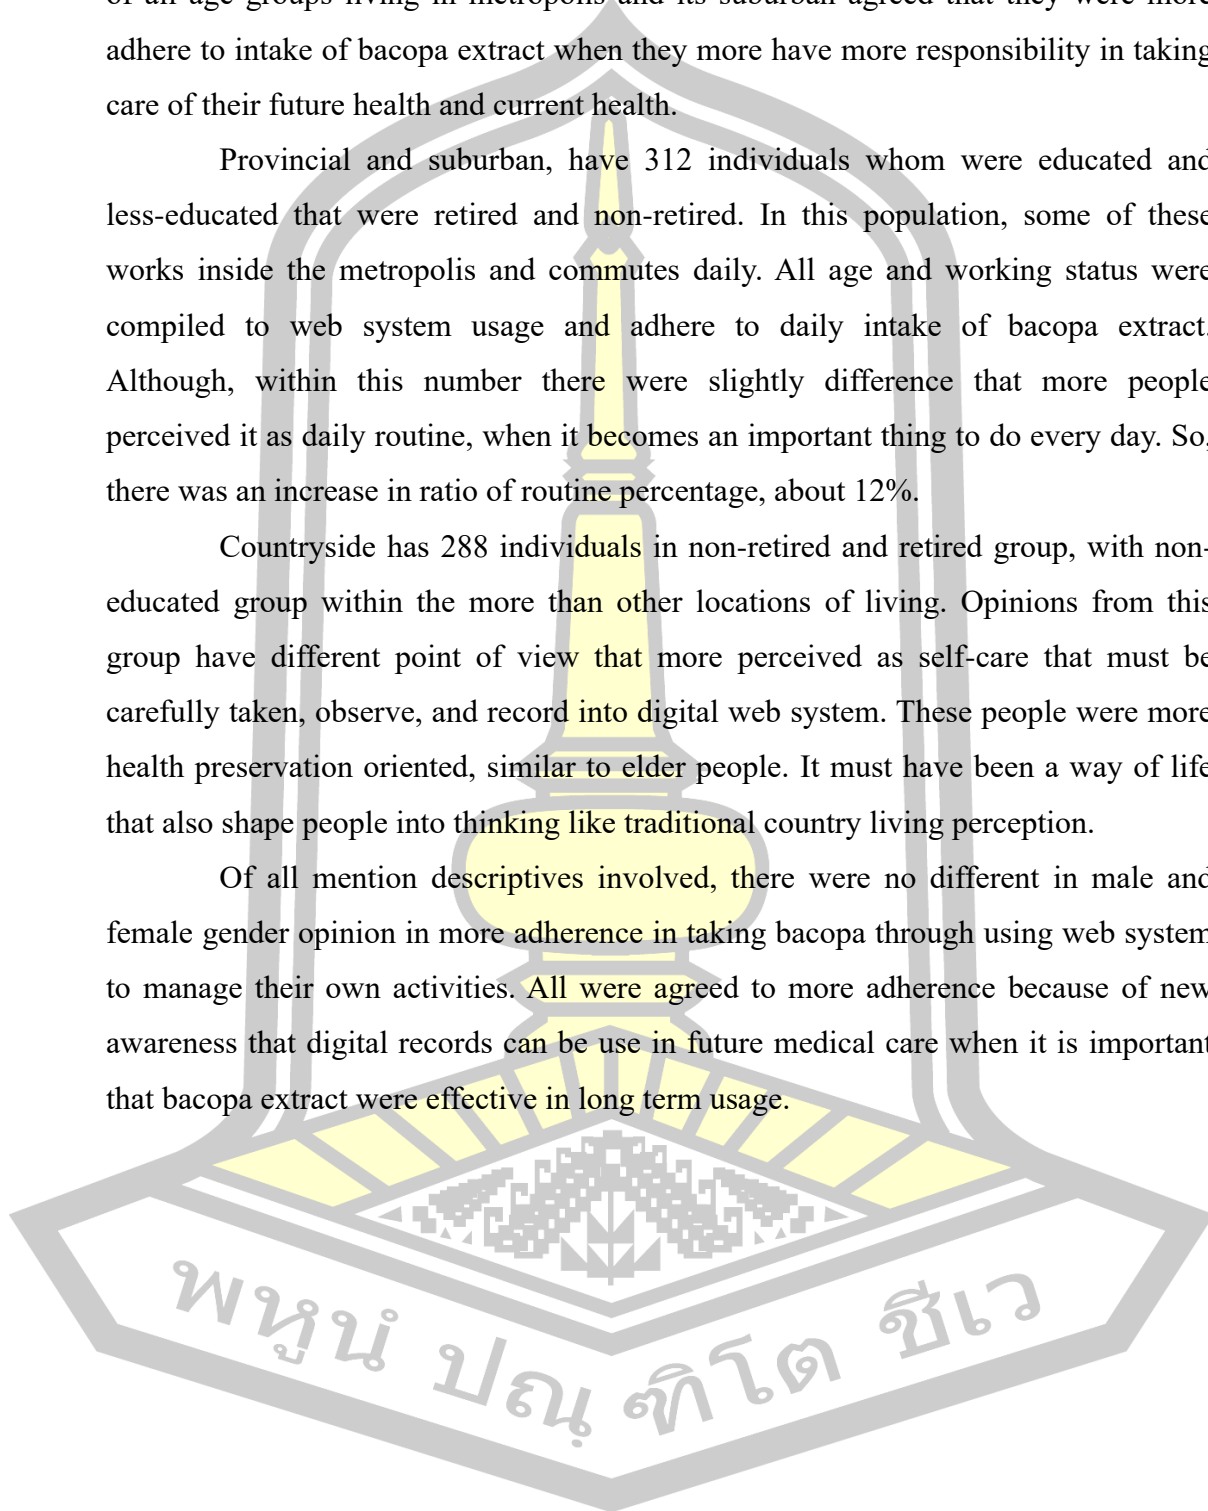 of all age groups living in metropolis and its suburban agreed that they were more
adhere to intake of bacopa extract when they more have more responsibility in taking
care of their future health and current health.
Provincial and suburban, have 312 individuals whom were educated and
less-educated that were retired and non-retired. In this population, some of these
works inside the metropolis and commutes daily. All age and working status were
compiled to web system usage and adhere to daily intake of bacopa extract.
Although, within this number there were slightly difference that more people
perceived it as daily routine, when it becomes an important thing to do every day. So,
there was an increase in ratio of routine percentage, about 12%.
Countryside has 288 individuals in non-retired and retired group, with non-
educated group within the more than other locations of living. Opinions from this
group have different point of view that more perceived as self-care that must be
carefully taken, observe, and record into digital web system. These people were more
health preservation oriented, similar to elder people. It must have been a way of life
that also shape people into thinking like traditional country living perception.
Of all mention descriptives involved, there were no different in male and
female gender opinion in more adherence in taking bacopa through using web system
to manage their own activities. All were agreed to more adherence because of new
awareness that digital records can be use in future medical care when it is important
that bacopa extract were effective in long term usage.
พหูนํ ปณฺฑิโต ชีเว